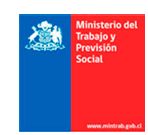 Ministerio del
Trabajo y
Previsión
Social
www.mintrab.gob.cl